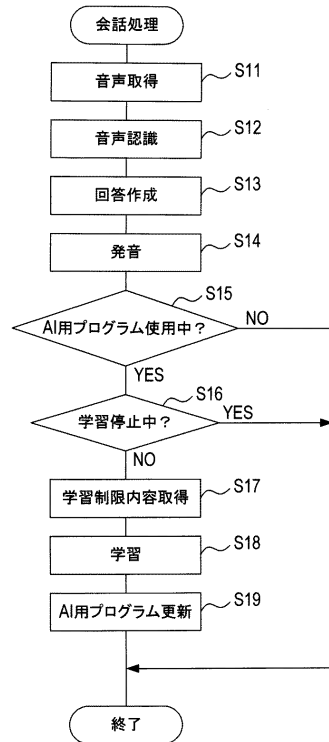 会話処理
音声取得
S11
音声認識
S12
回答作成
S13
発音
S14
S15
AI用プログラム使用中？
NO
YES
S16
学習停止中？
YES
NO
学習制限内容取得
S17
学習
S18
AI用プログラム更新
S19
終了